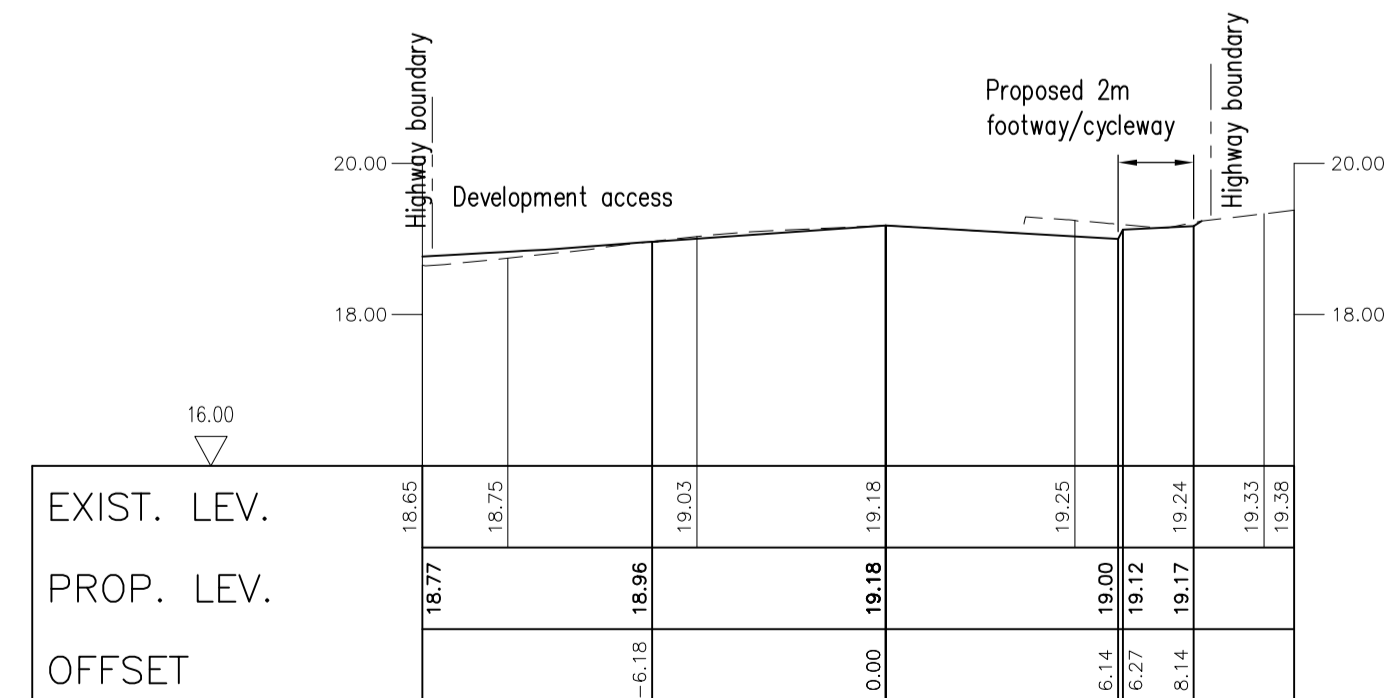 Highway boundary
Highway boundary
Proposed 2m
footway/cycleway
Development access
20.00
20.00
18.00
18.00
16.00
EXIST. LEV. 18.65 18.75 19.03 19.18 19.25 19.24 19.33 19.38
PROP. LEV. 18.77 18.96 19.18 19.00 19.12 19.17
OFFSET -6.18 0.00 6.14 6.27 8.14